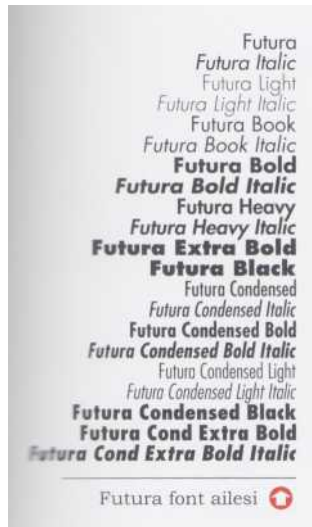 Futura
Futura Italic
Futura Light
Futura Light Italic
Futura Book
Futura Book Italic
Futura Bold
Futura Bold Italic
Futura Heavy
Futura Heavy Italic
Futura Extra Bold
Futura Black
Futura Condensed
Futura Condensed Italic
Futura Condensed Bold
Futura Condensed Bold Italic
Futura Condensed Light
Futura Condensed Light Italic
Futura Condensed Black
Futura Cond Extra Bold
Futura Cond Extra Bold Italic
Futura font ailesi